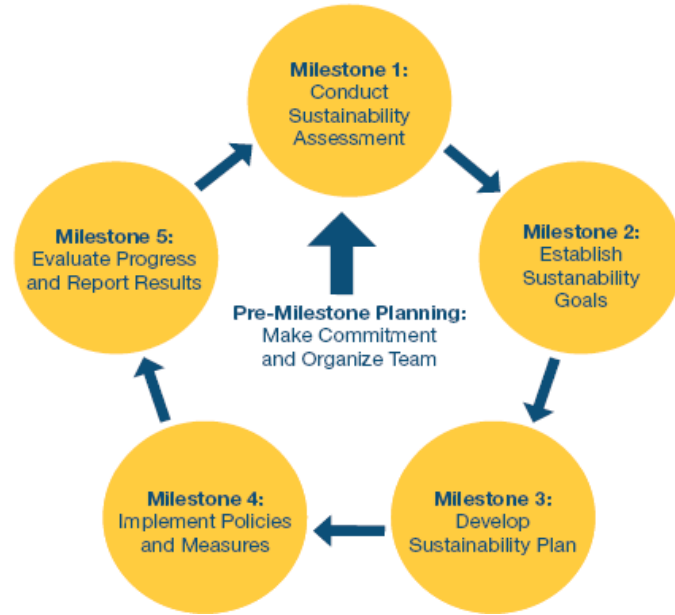 Milestone 1:
Conduct
Sustainability
Assessment
Milestone 2:
Establish
Sustanability
Goals
Milestone 3:
Develop
Sustainability Plan
Milestone 4:
Implement Policies
and Measures
Milestone 5:
Evaluate Progress
and Report Results
Pre-Milestone Planning:
Make Commitment
and Organize Team